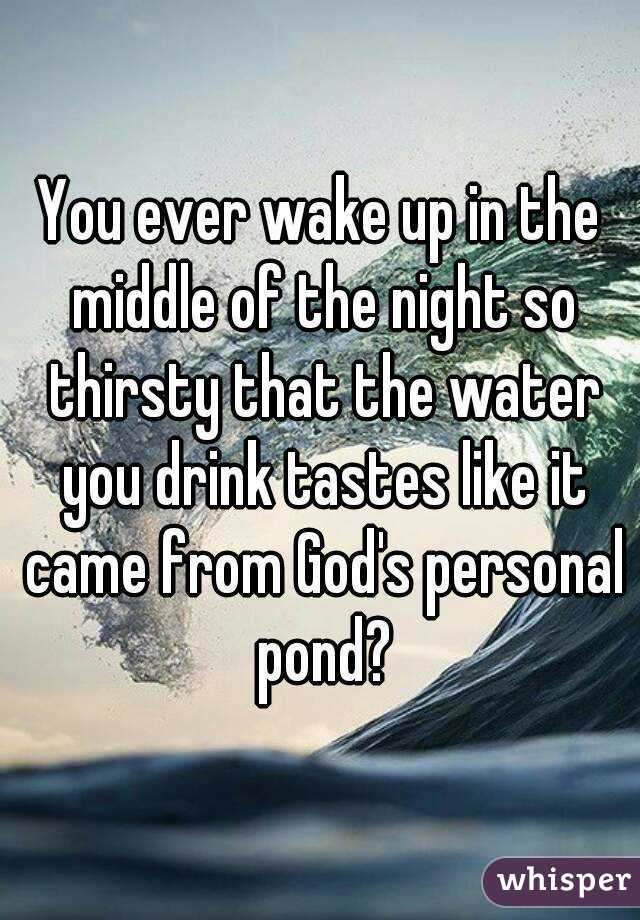 You ever wake up in the
middle of the night so
thirsty that the water
you drink tastes like it
came from God's personal
pond?
whisper